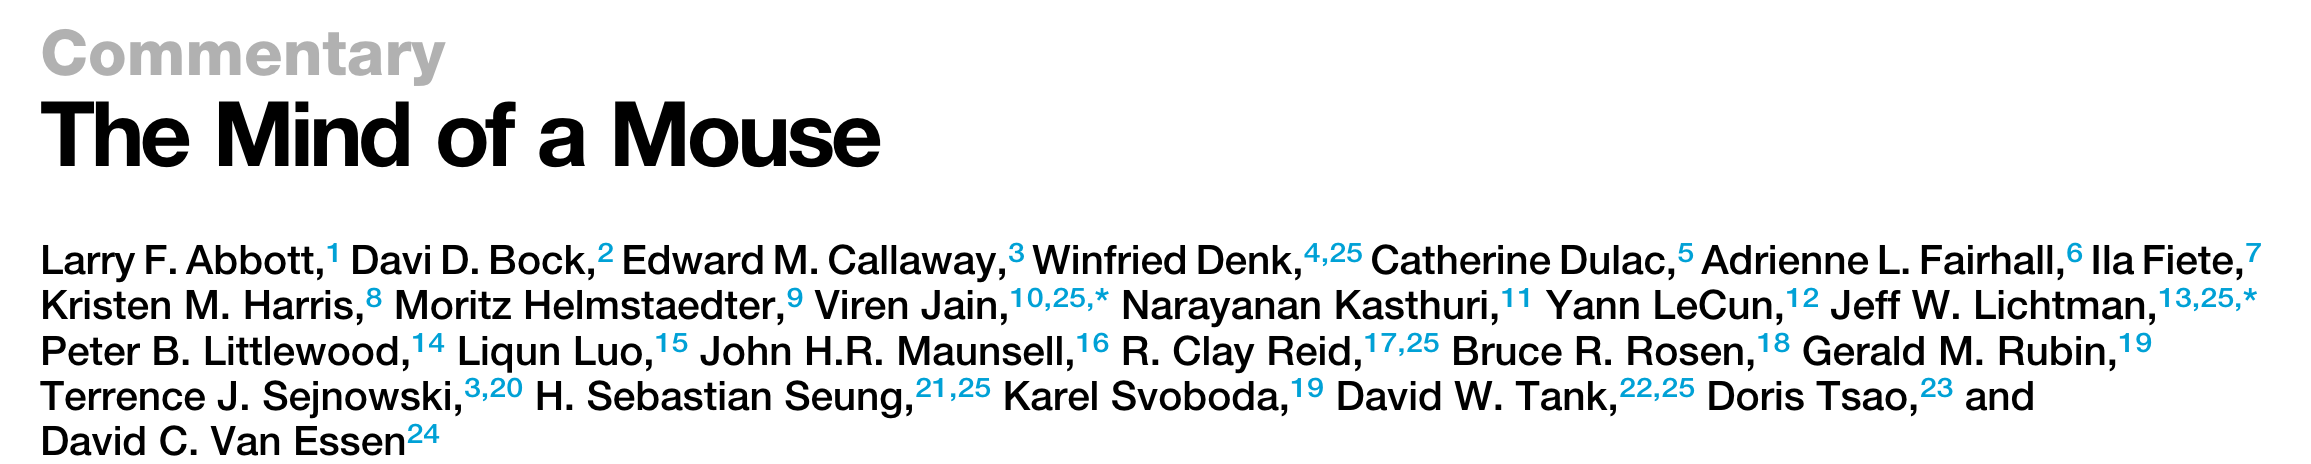 Commentary
The Mind of a Mouse
Larry F. Abbott,1 Davi D. Bock,2 Edward M. Callaway,3 Winfried Denk,4,25 Catherine Dulac,5 Adrienne L. Fairhall,6 Ila Fiete,7
Kristen M. Harris,8 Moritz Helmstaedter,9 Viren Jain,10,25,* Narayanan Kasthuri,11 Yann LeCun,12 Jeff W. Lichtman,13,25,*
Peter B. Littlewood,14 Liqun Luo,15 John H.R. Maunsell,16 R. Clay Reid,17,25 Bruce R. Rosen,18 Gerald M. Rubin,19
Terrence J. Sejnowski,3,20 H. Sebastian Seung,21,25 Karel Svoboda,19 David W. Tank,22,25 Doris Tsao,23 and
David C. Van Essen24